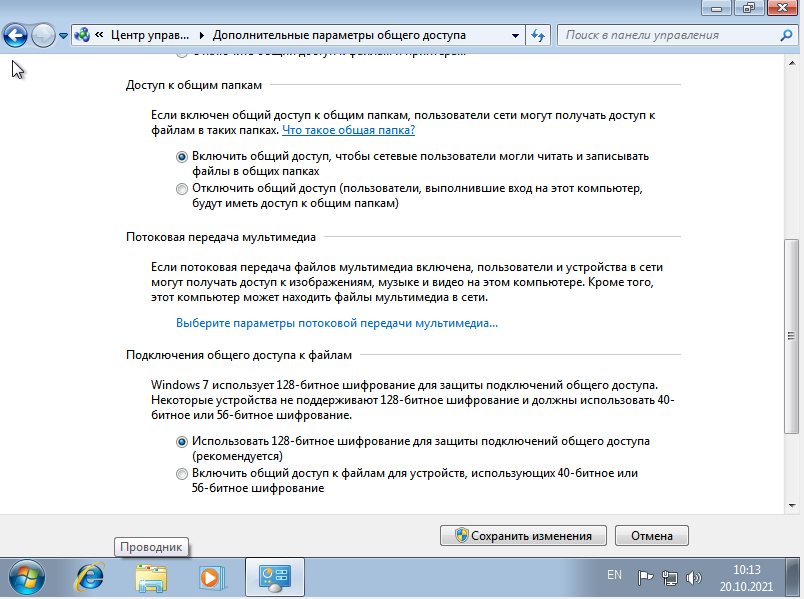 « Центр управ...
Дополнительные параметры общего доступа
Поиск в панели управления
Доступ к общим папкам
Если включен общий доступ к общим папкам, пользователи сети могут получать доступ к
файлам в таких папках. Что такое общая папка?
Включить общий доступ, чтобы сетевые пользователи могли читать и записывать
файлы в общих папках
Отключить общий доступ (пользователи, выполнившие вход на этот компьютер,
будут иметь доступ к общим папкам)
Потоковая передача мультимедиа
Если потоковая передача файлов мультимедиа включена, пользователи и устройства в сети
могут получать доступ к изображениям, музыке и видео на этом компьютере. Кроме того,
этот компьютер может находить файлы мультимедиа в сети.
Выберите параметры потоковой передачи мультимедиа...
Подключения общего доступа к файлам
Windows 7 использует 128-битное шифрование для защиты подключений общего доступа.
Некоторые устройства не поддерживают 128-битное шифрование и должны использовать 40-
битное или 56-битное шифрование.
Использовать 128-битное шифрование для защиты подключений общего доступа
(рекомендуется)
Включить общий доступ к файлам для устройств, использующих 40-битное или
56-битное шифрование
Сохранить изменения
Отмена
Проводник
EN
10:13
20.10.2021